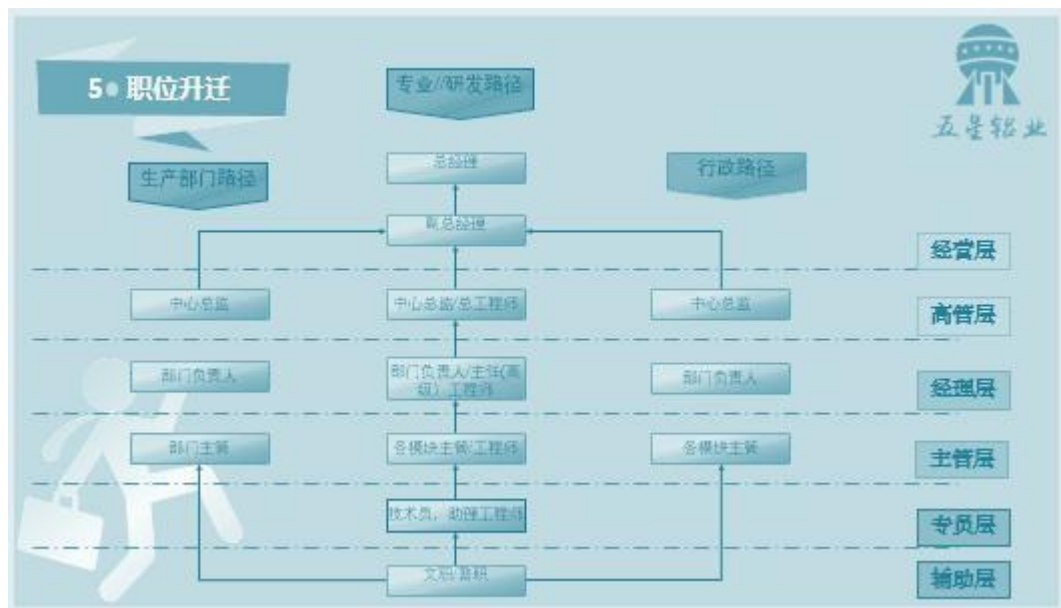 5 职位升迁
专业//研发路径
五星铝业
生产部门路径
总经理
行政路径
副总经理
经营层
中心总监
中心总监/总工程师
中心总监
高管层
部门负责人
部门负责人/主任(高
级）工程师
部门负责人
经理层
部门主管
各模块主管/工程师
各模块主管
主管层
技术员，助理工程师
专员层
文职/普职
辅助层